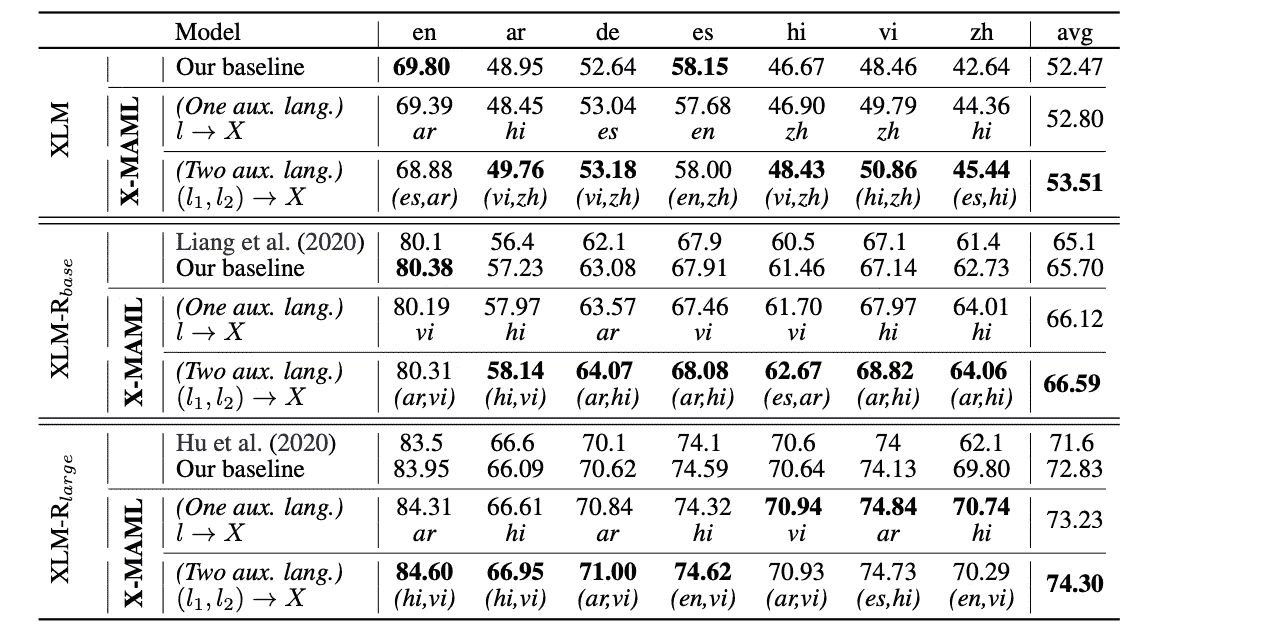 Model en ar de es hi vi zh avg
XLM
Our baseline 69.80 48.95 52.64 58.15 46.67 48.46 42.64 52.47
X-MAML
(One aux. lang.) 69.39 48.45 53.04 57.68 46.90 49.79 44.36 52.80
l → X ar hi es en zh zh hi
(Two aux. lang.) 68.88 49.76 53.18 58.00 48.43 50.86 45.44 53.51
(l₁, l₂) → X (es,ar) (vi,zh) (vi,zh) (en,zh) (vi,zh) (hi,zh) (es,hi)
XLM-R_base
Liang et al. (2020) 80.1 56.4 62.1 67.9 60.5 67.1 61.4 65.1
Our baseline 80.38 57.23 63.08 67.91 61.46 67.14 62.73 65.70
X-MAML
(One aux. lang.) 80.19 57.97 63.57 67.46 61.70 67.97 64.01 66.12
l → X vi hi ar vi vi hi hi
(Two aux. lang.) 80.31 58.14 64.07 68.08 62.67 68.82 64.06 66.59
(l₁, l₂) → X (ar,vi) (hi,vi) (ar,hi) (ar,hi) (es,ar) (ar,hi) (ar,hi)
XLM-R_large
Hu et al. (2020) 83.5 66.6 70.1 74.1 70.6 74 62.1 71.6
Our baseline 83.95 66.09 70.62 74.59 70.64 74.13 69.80 72.83
X-MAML
(One aux. lang.) 84.31 66.61 70.84 74.32 70.94 74.84 70.74 73.23
l → X ar hi ar hi vi ar hi
(Two aux. lang.) 84.60 66.95 71.00 74.62 70.93 74.73 70.29 74.30
(l₁, l₂) → X (hi,vi) (hi,vi) (ar,vi) (en,vi) (ar,vi) (es,hi) (en,vi)